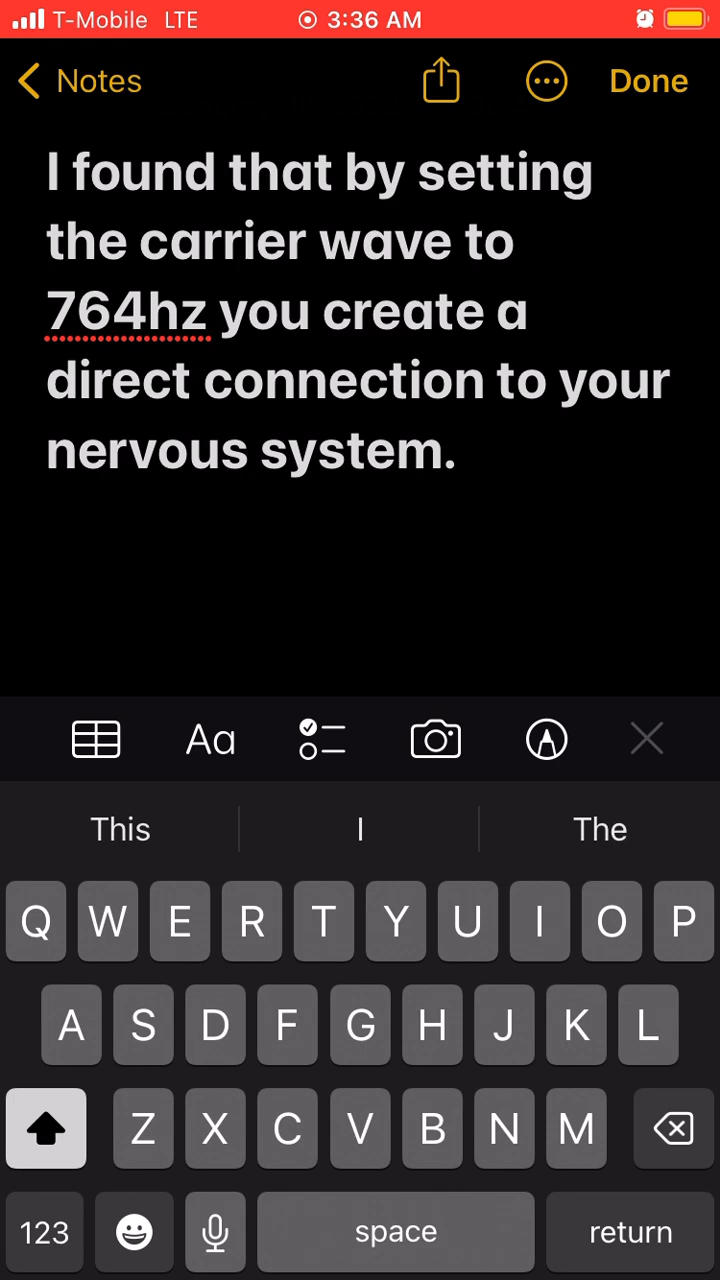 T-Mobile LTE 3:36 AM
Notes Done
I found that by setting
the carrier wave to
764hz you create a
direct connection to your
nervous system.
Aa
This I The
Q W E R T Y U I O P
A S D F G H J K L
Z X C V B N M
123 space return